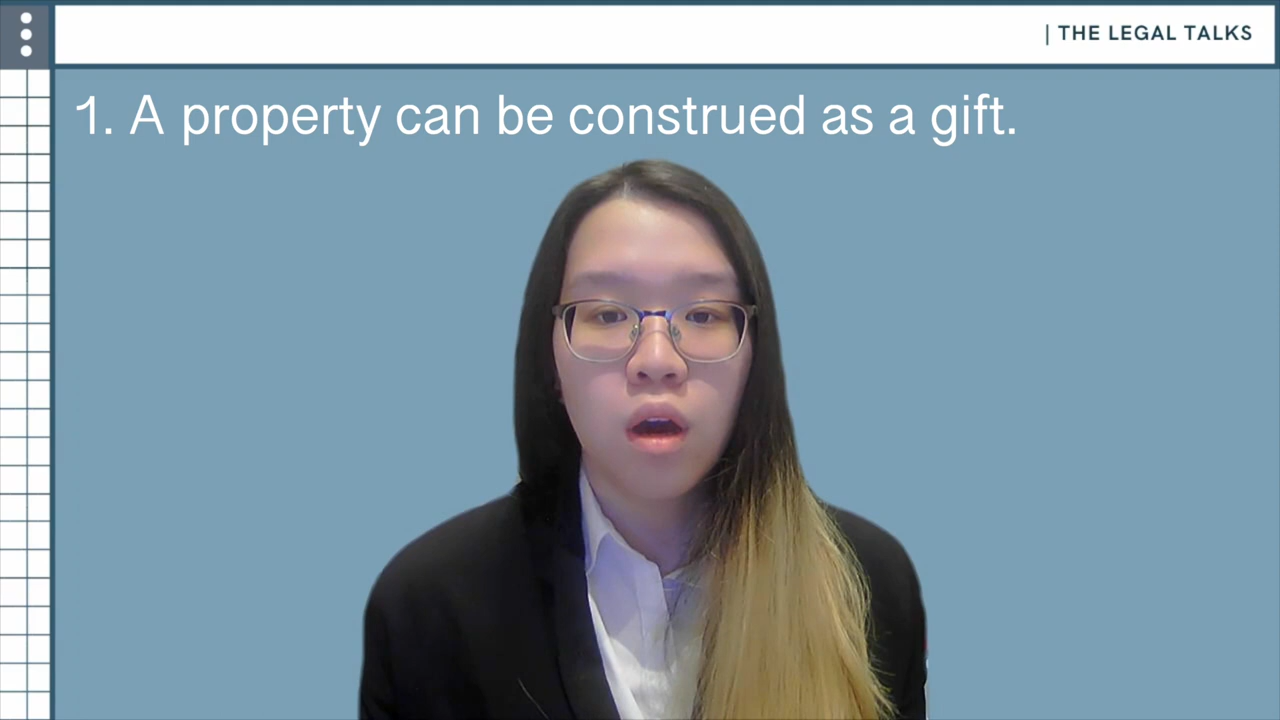 | THE LEGAL TALKS
1. A property can be construed as a gift.